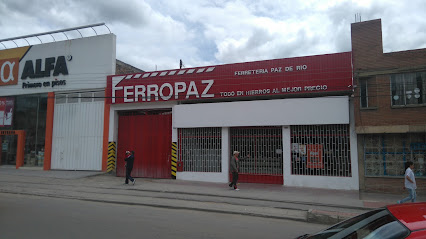 ALFA
Primero en pisos
FERRETERIA PAZ DE RIO
FERROPAZ
TODO EN HIERROS AL MEJOR PRECIO